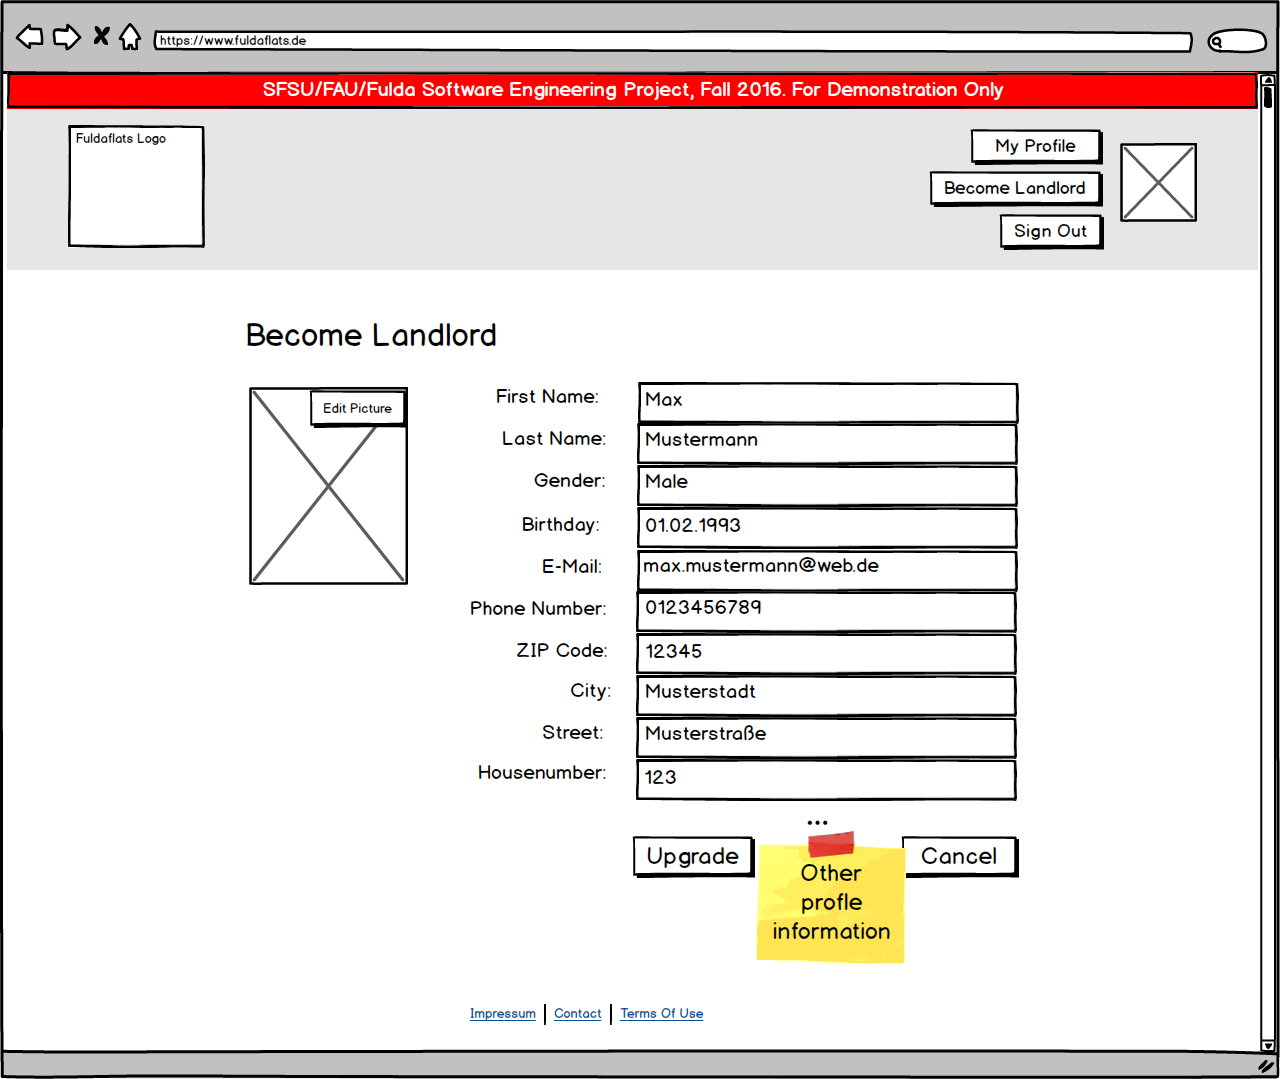 https://www.fuldaflats.de
SFSU/FAU/Fulda Software Engineering Project, Fall 2016. For Demonstration Only
Fuldaflats Logo
My Profile
Become Landlord
Sign Out
Become Landlord
Edit Picture
First Name: Max
Last Name: Mustermann
Gender: Male
Birthday: 01.02.1993
E-Mail: max.mustermann@web.de
Phone Number: 0123456789
ZIP Code: 12345
City: Musterstadt
Street: Musterstraße
Housenumber: 123
...
Upgrade
Cancel
Other
profle
information
Impressum | Contact | Terms Of Use